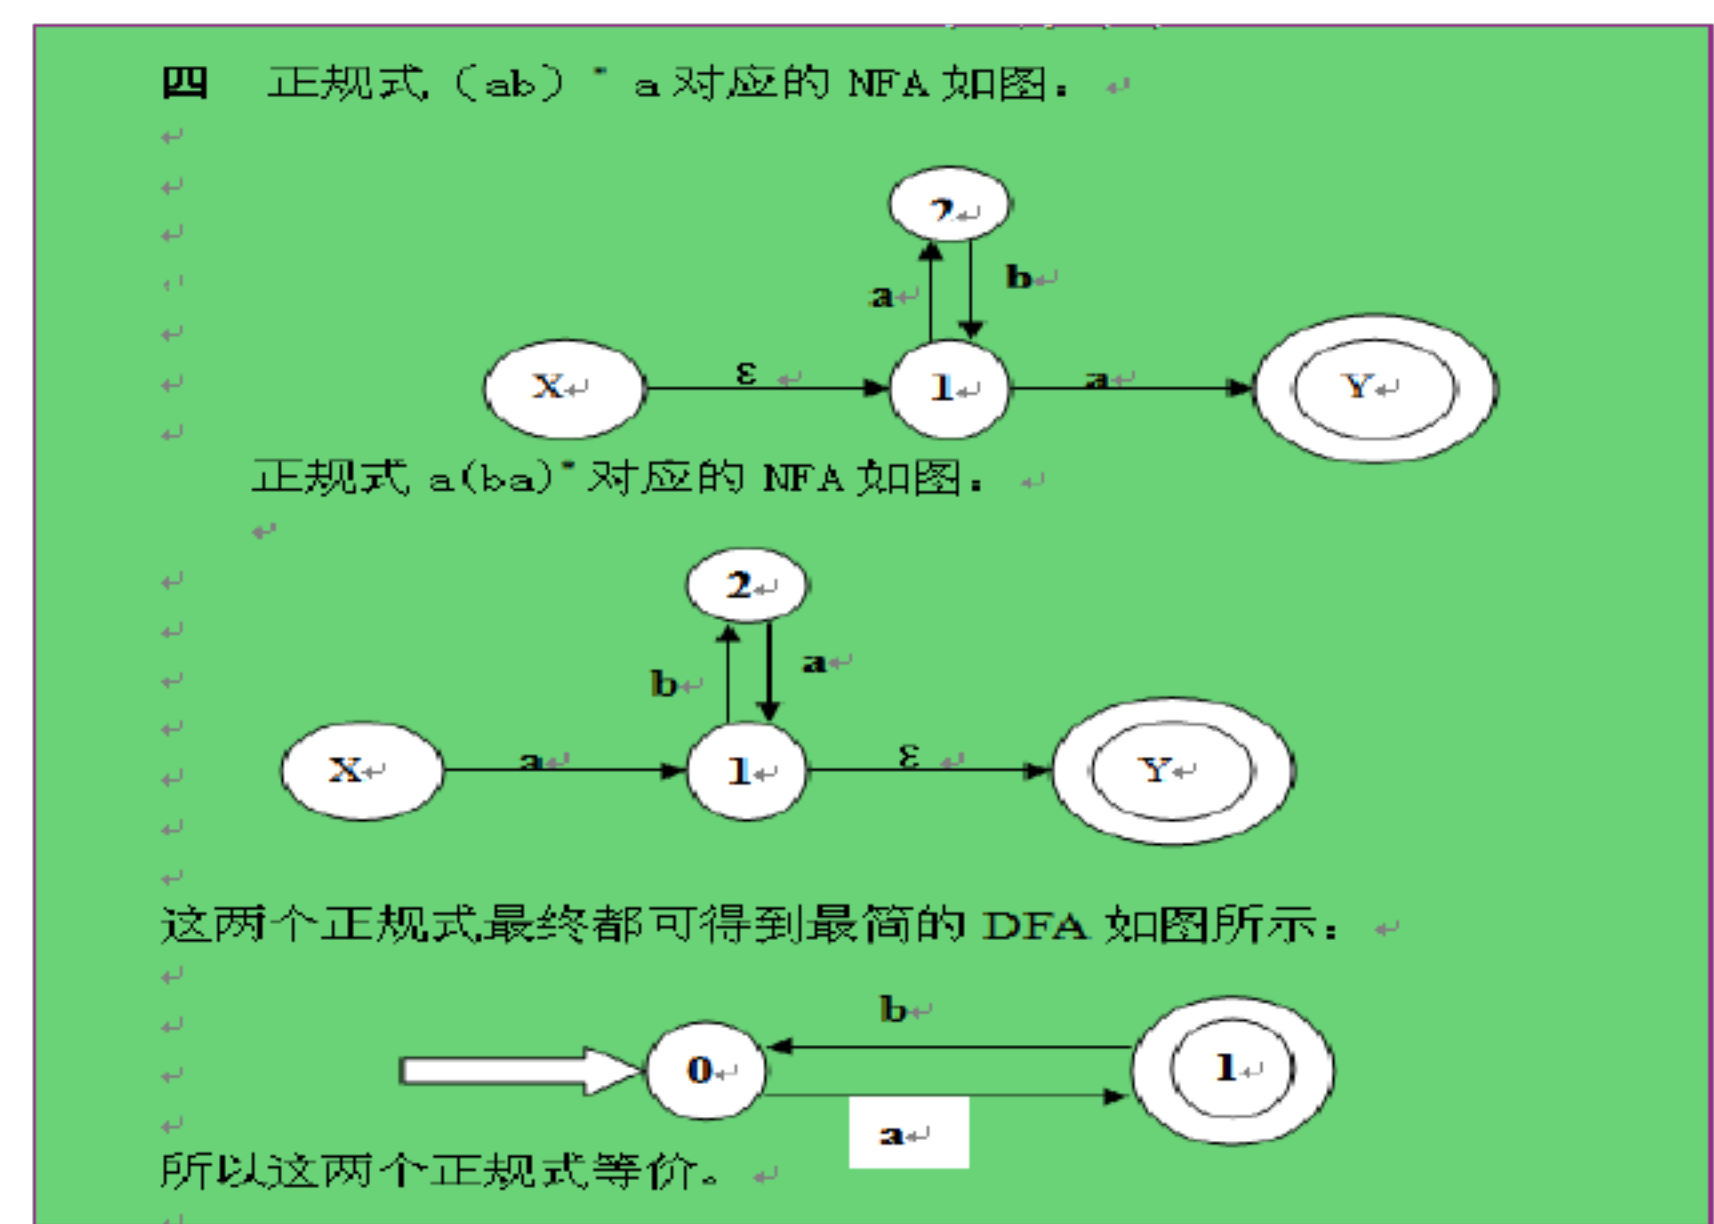 四 正规式（ab）* a 对应的 NFA 如图：
2
a
b
X
ε
1
a
Y
正规式 a(ba)* 对应的 NFA 如图：
2
b
a
X
a
1
ε
Y
这两个正规式最终都可得到最简的 DFA 如图所示：
b
0
1
a
所以这两个正规式等价。